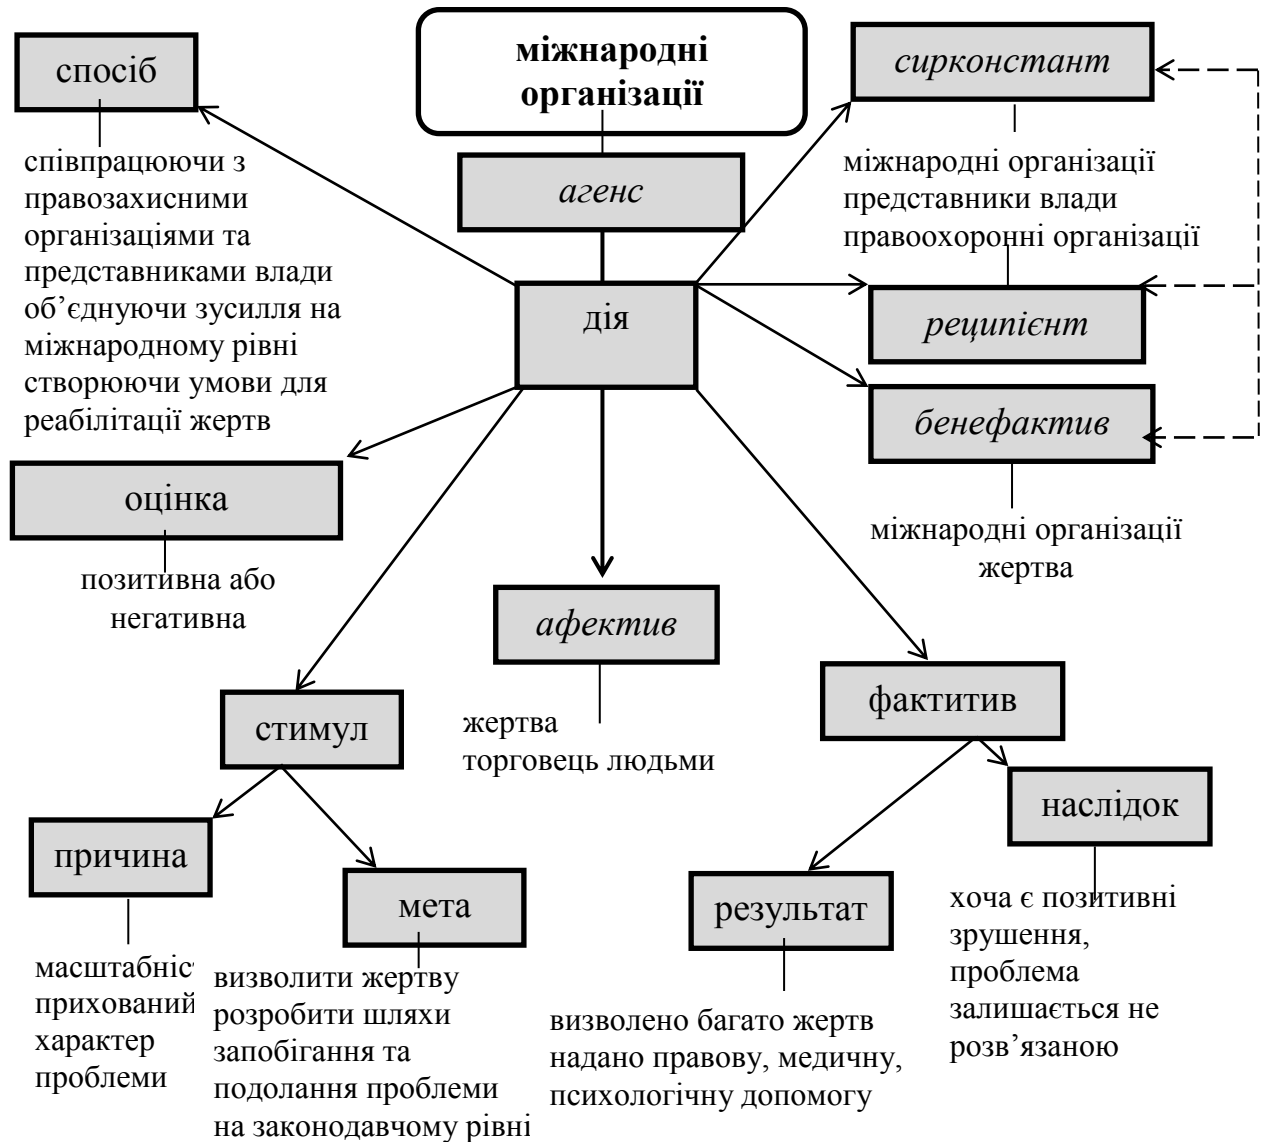 міжнародні
організації
спосіб
сирконстант
співпрацюючи з
правозахисними
організаціями та
представниками влади
об’єднуючи зусилля на
міжнародному рівні
створюючи умови для
реабілітації жертв
агенс
міжнародні організації
представники влади
правоохоронні організації
дія
реципієнт
бенефактив
міжнародні організації
жертва
оцінка
позитивна або
негативна
афектив
жертва
торговець людьми
стимул
фактитив
причина
мета
результат
наслідок
масштабніс
прихований
характер
проблеми
визволити жертву
розробити шляхи
запобігання та
подолання проблеми
на законодавчому рівні
визволено багато жертв
надано правову, медичну,
психологічну допомогу
хоча є позитивні
зрушення,
проблема
залишається не
розв’язаною